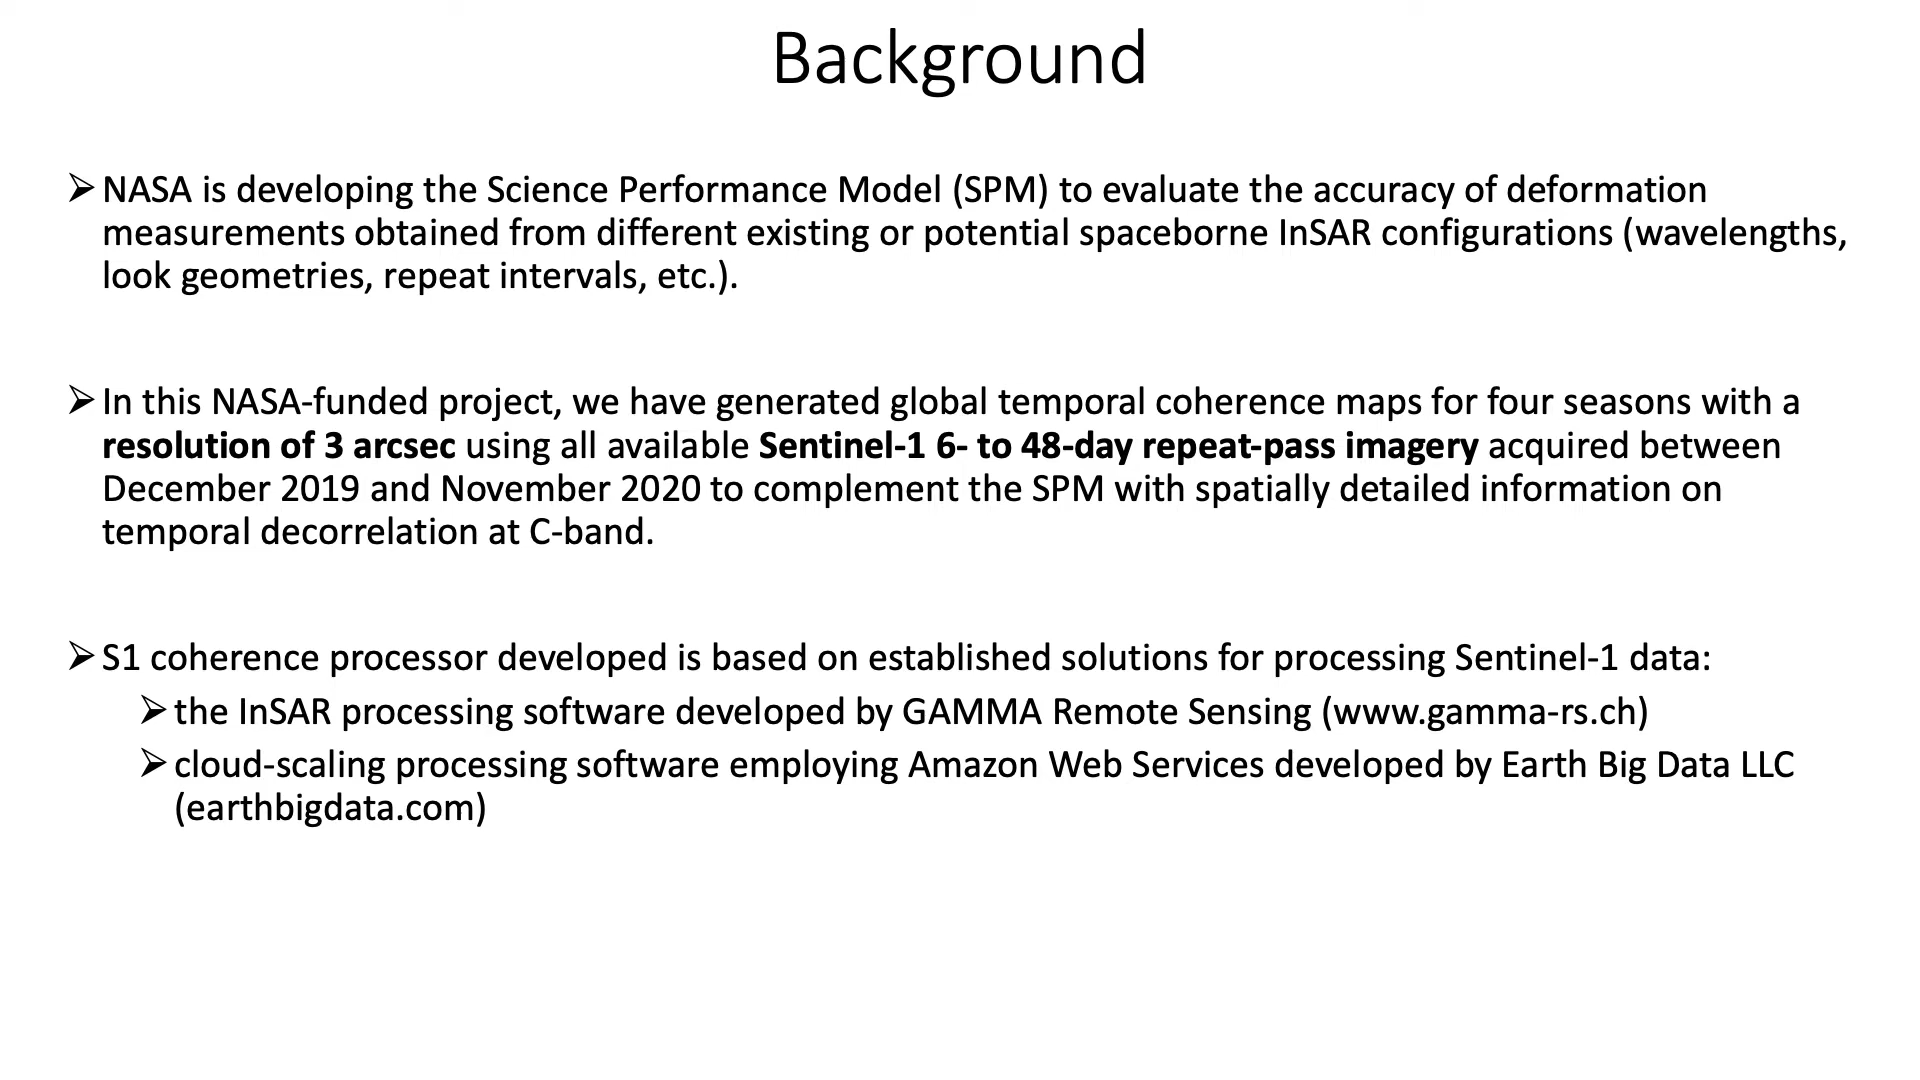 Background
➢ NASA is developing the Science Performance Model (SPM) to evaluate the accuracy of deformation
measurements obtained from different existing or potential spaceborne InSAR configurations (wavelengths,
look geometries, repeat intervals, etc.).
➢ In this NASA-funded project, we have generated global temporal coherence maps for four seasons with a
resolution of 3 arcsec using all available Sentinel-1 6- to 48-day repeat-pass imagery acquired between
December 2019 and November 2020 to complement the SPM with spatially detailed information on
temporal decorrelation at C-band.
➢ S1 coherence processor developed is based on established solutions for processing Sentinel-1 data:
➢ the InSAR processing software developed by GAMMA Remote Sensing (www.gamma-rs.ch)
➢ cloud-scaling processing software employing Amazon Web Services developed by Earth Big Data LLC
(earthbigdata.com)